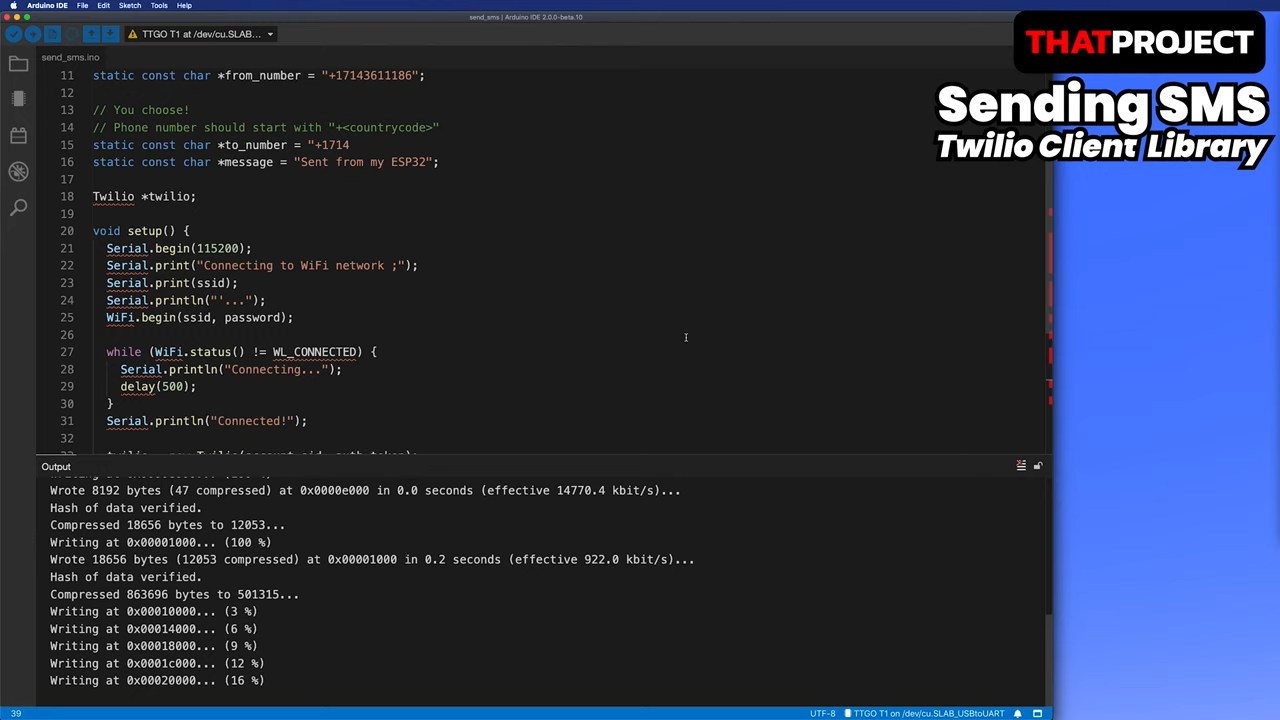 Arduino IDE File Edit Sketch Tools Help
send_sms | Arduino IDE 2.0.0-beta.10
TTGO T1 at /dev/cu.SLAB...
THATPROJECT
Sending SMS
Twilio Client Library
send_sms.ino
11 static const char *from_number = "+17143611186";
12
13 // You choose!
14 // Phone number should start with "+<countrycode>"
15 static const char *to_number = "+1714
16 static const char *message = "Sent from my ESP32";
17
18 Twilio *twilio;
19
20 void setup() {
21 Serial.begin(115200);
22 Serial.print("Connecting to WiFi network ;");
23 Serial.print(ssid);
24 Serial.println("'...");
25 WiFi.begin(ssid, password);
26
27 while (WiFi.status() != WL_CONNECTED) {
28 Serial.println("Connecting...");
29 delay(500);
30 }
31 Serial.println("Connected!");
32
Output
Wrote 8192 bytes (47 compressed) at 0x0000e000 in 0.0 seconds (effective 14770.4 kbit/s)...
Hash of data verified.
Compressed 18656 bytes to 12053...
Writing at 0x00001000... (100 %)
Wrote 18656 bytes (12053 compressed) at 0x00001000 in 0.2 seconds (effective 922.0 kbit/s)...
Hash of data verified.
Compressed 863696 bytes to 501315...
Writing at 0x00010000... (3 %)
Writing at 0x00014000... (6 %)
Writing at 0x00018000... (9 %)
Writing at 0x0001c000... (12 %)
Writing at 0x00020000... (16 %)
39 UTF-8 TTGO T1 on /dev/cu.SLAB_USBtoUART